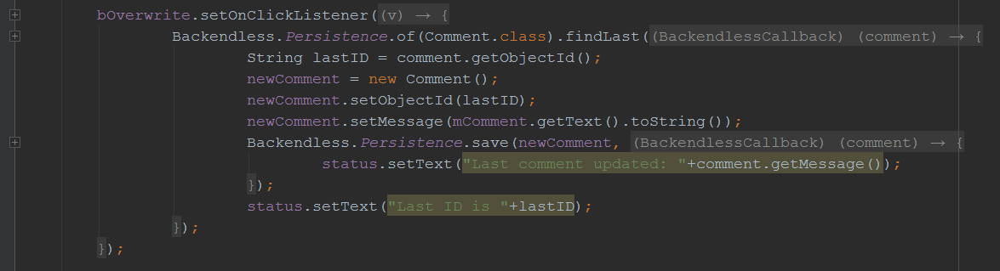 bOverwrite.setOnClickListener((v) → {
Backendless.Persistence.of(Comment.class).findLast((BackendlessCallback) (comment) → {
String lastID = comment.getObjectId();
newComment = new Comment();
newComment.setObjectId(lastID);
newComment.setMessage(mComment.getText().toString());
Backendless.Persistence.save(newComment, (BackendlessCallback) (comment) → {
status.setText("Last comment updated: "+comment.getMessage());
});
status.setText("Last ID is "+lastID);
});
});